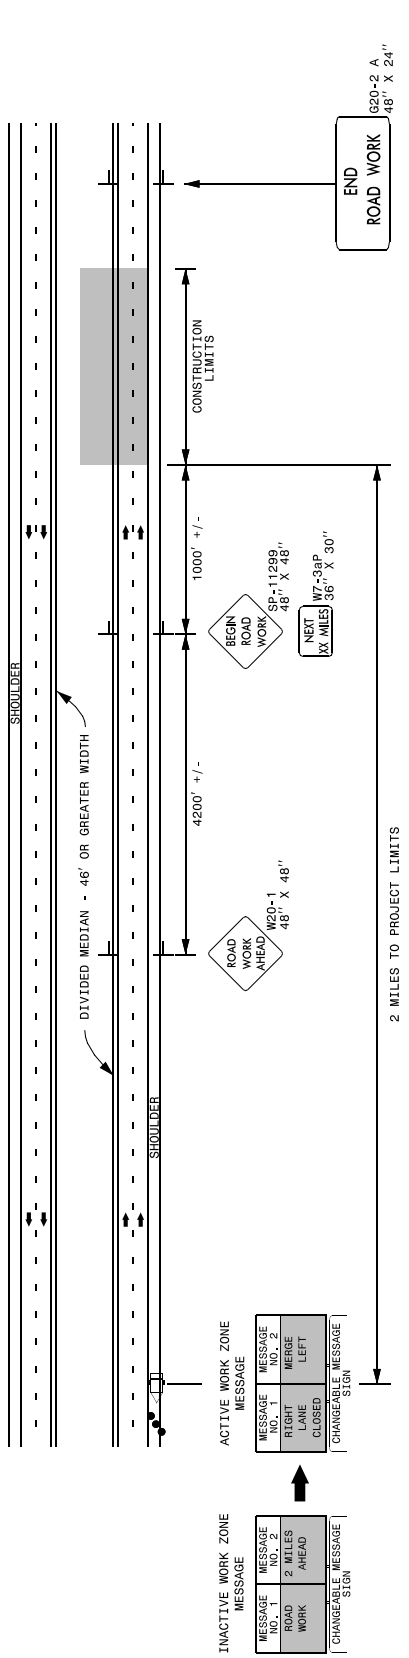 SHOULDER
DIVIDED MEDIAN - 46' OR GREATER WIDTH
SHOULDER
INACTIVE WORK ZONE
MESSAGE
MESSAGE
NO. 1
MESSAGE
NO. 2
ROAD
WORK
2 MILES
AHEAD
CHANGEABLE MESSAGE
SIGN
ACTIVE WORK ZONE
MESSAGE
MESSAGE
NO. 1
MESSAGE
NO. 2
RIGHT
LANE
CLOSED
MERGE
LEFT
CHANGEABLE MESSAGE
SIGN
4200' +/-
1000' +/-
CONSTRUCTION
LIMITS
ROAD
WORK
AHEAD
W20-1
48" X 48"
BEGIN
ROAD
WORK
SP-11299
48" X 48"
NEXT
XX MILES
W7-3aP
36" X 30"
END
ROAD WORK
G20-2 A
48" X 24"
2 MILES TO PROJECT LIMITS